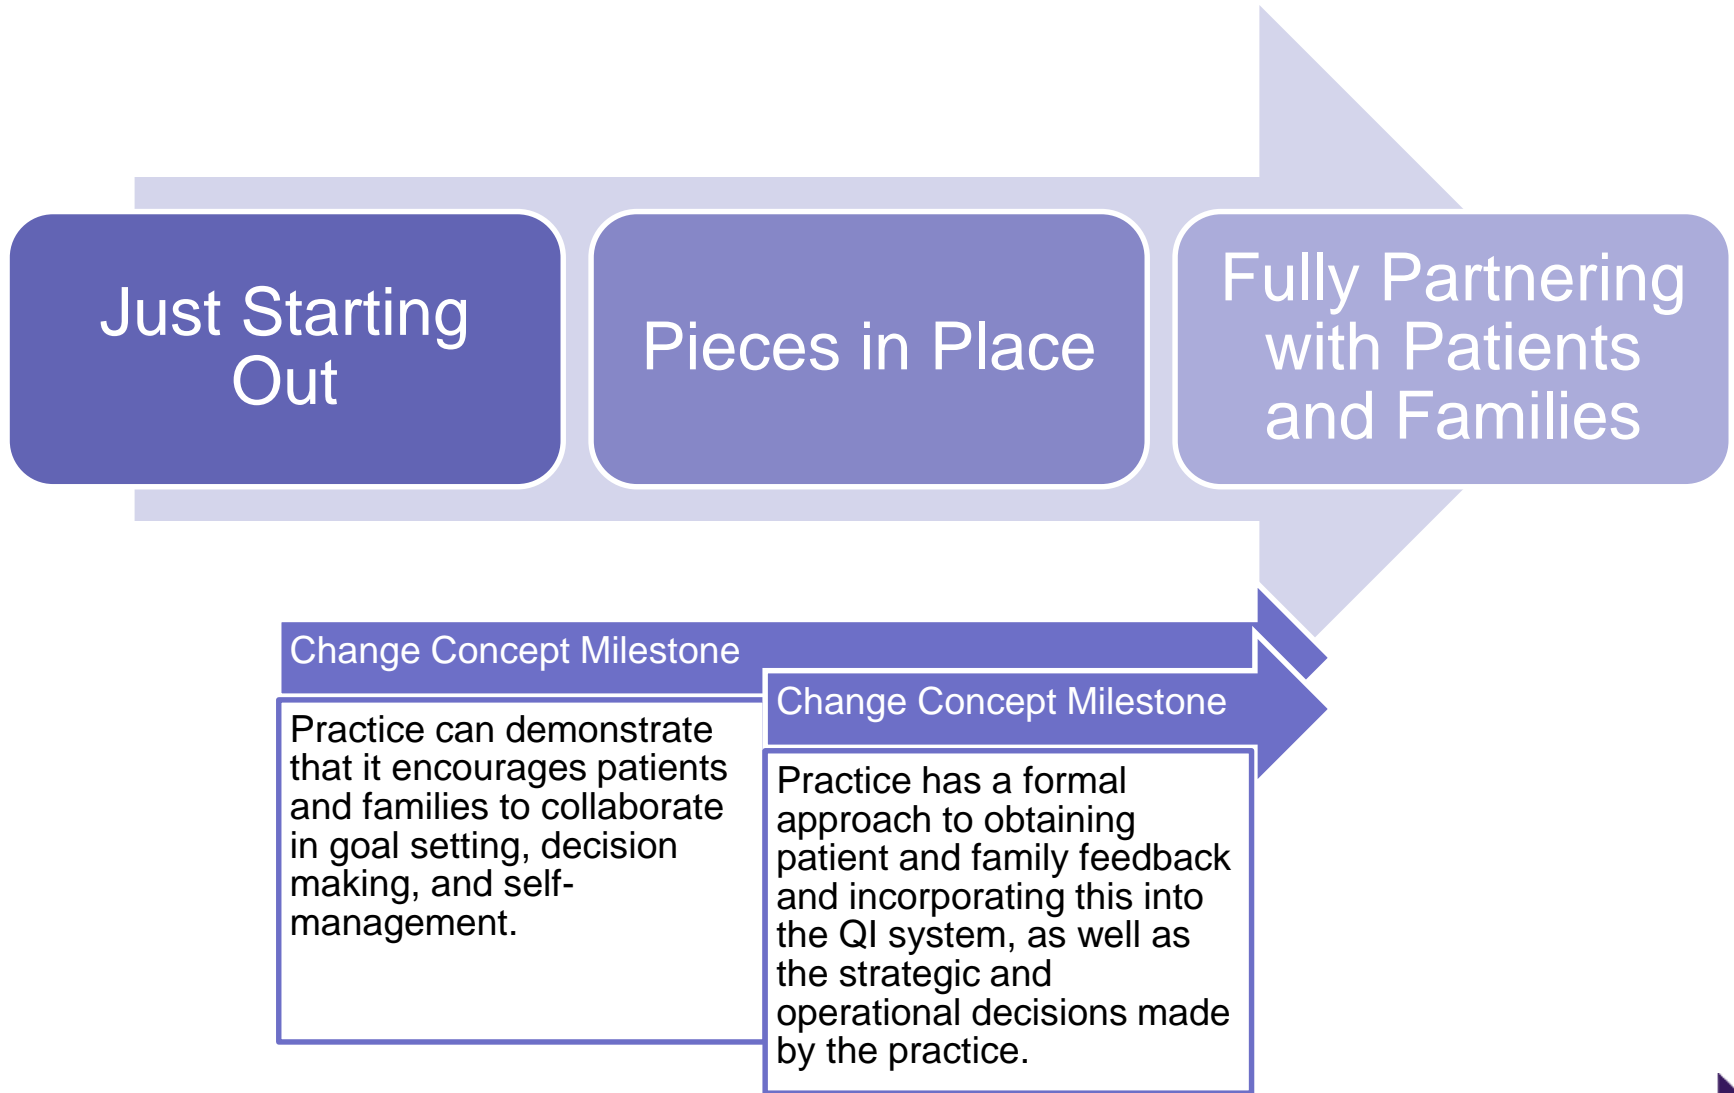 Just Starting
Out
Pieces in Place
Fully Partnering
with Patients
and Families
Change Concept Milestone
Practice can demonstrate
that it encourages patients
and families to collaborate
in goal setting, decision
making, and self-
management.
Change Concept Milestone
Practice has a formal
approach to obtaining
patient and family feedback
and incorporating this into
the QI system, as well as
the strategic and
operational decisions made
by the practice.